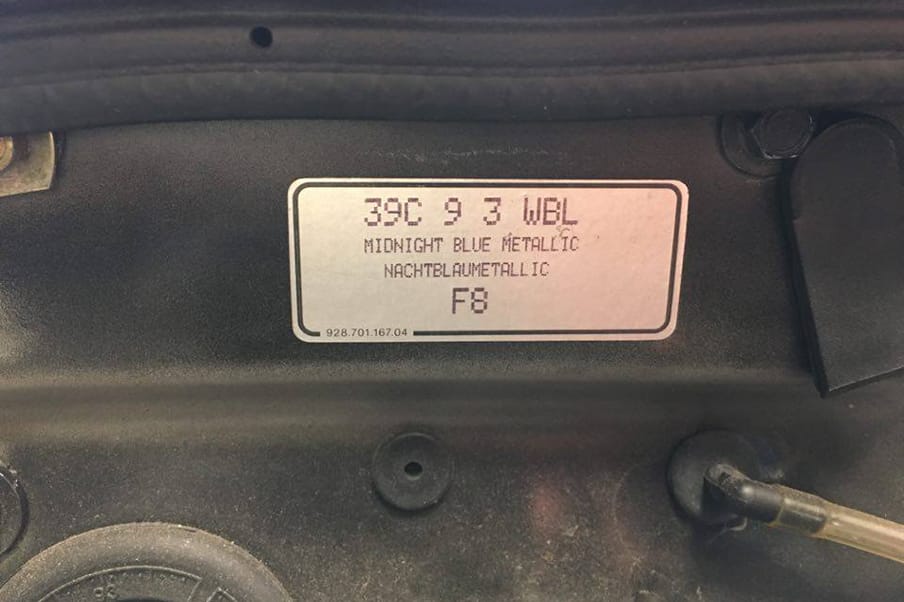 39C 9 3 WBL
MIDNIGHT BLUE METALLIC
NACHTBLAUMETALLIC
F8
928.701.167.04